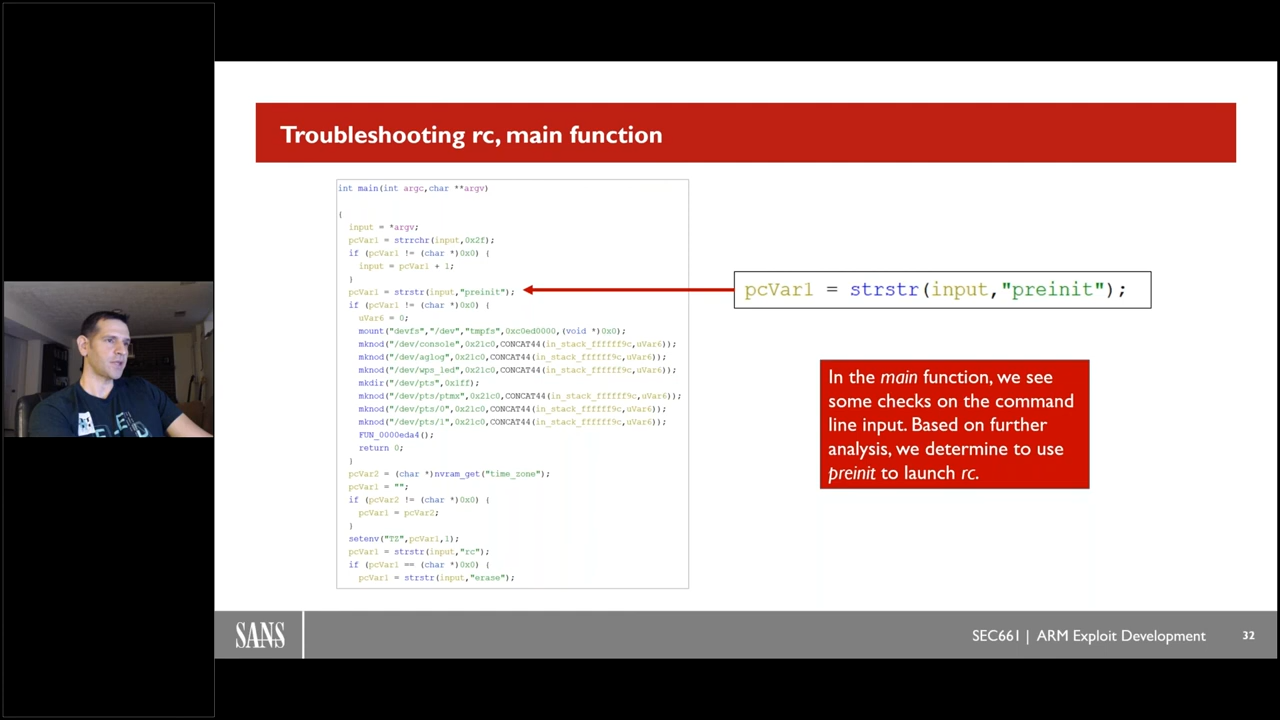 Troubleshooting rc, main function
int main(int argc,char **argv)
{
input = *argv;
pcVar1 = strrchr(input,0x2f);
if (pcVar1 != (char *)0x0) {
input = pcVar1 + 1;
}
pcVar1 = strstr(input,"preinit");
if (pcVar1 != (char *)0x0) {
uVar6 = 0;
mount("devfs","/dev","tmpfs",0xc0ed0000,(void *)0x0);
mknod("/dev/console",0x21c0,CONCAT44(in_stack_ffffff9c,uVar6));
mknod("/dev/aglog",0x21c0,CONCAT44(in_stack_ffffff9c,uVar6));
mknod("/dev/wps_led",0x21c0,CONCAT44(in_stack_ffffff9c,uVar6));
mkdir("/dev/pts",0x1ff);
mknod("/dev/pts/ptmx",0x21c0,CONCAT44(in_stack_ffffff9c,uVar6));
mknod("/dev/pts/0",0x21c0,CONCAT44(in_stack_ffffff9c,uVar6));
mknod("/dev/pts/1",0x21c0,CONCAT44(in_stack_ffffff9c,uVar6));
FUN_0000eda4();
return 0;
}
pcVar2 = (char *)nvram_get("time_zone");
pcVar1 = "";
if (pcVar2 != (char *)0x0) {
pcVar1 = pcVar2;
}
setenv("TZ",pcVar1,1);
pcVar1 = strstr(input,"rc");
if (pcVar1 == (char *)0x0) {
pcVar1 = strstr(input,"erase");
pcVar1 = strstr(input,"preinit");
In the main function, we see
some checks on the command
line input. Based on further
analysis, we determine to use
preinit to launch rc.
SANS
SEC661 | ARM Exploit Development
32